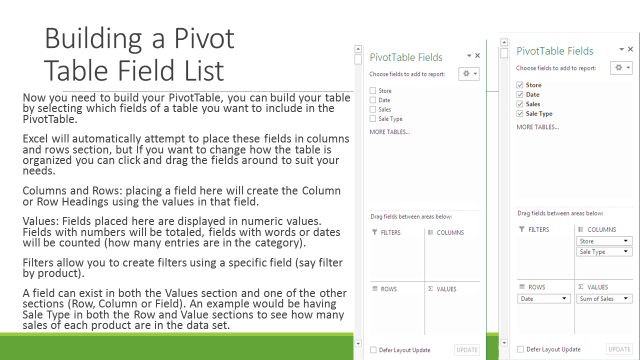 Building a Pivot
Table Field List
Now you need to build your PivotTable, you can build your table
by selecting which fields of a table you want to include in the
PivotTable.
Excel will automatically attempt to place these fields in columns
and rows section, but If you want to change how the table is
organized you can click and drag the fields around to suit your
needs.
Columns and Rows: placing a field here will create the Column
or Row Headings using the values in that field.
Values: Fields placed here are displayed in numeric values.
Fields with numbers will be totaled, fields with words or dates
will be counted (how many entries are in the category).
Filters allow you to create filters using a specific field (say filter
by product).
A field can exist in both the Values section and one of the other
sections (Row, Column or Field). An example would be having
Sale Type in both the Row and Value sections to see how many
sales of each product are in the data set.
PivotTable Fields
Choose fields to add to report:
Store
Date
Sales
Sale Type
MORE TABLES...
Drag fields between areas below:
FILTERS
COLUMNS
ROWS
Σ VALUES
Defer Layout Update
UPDATE
PivotTable Fields
Choose fields to add to report:
Store
Date
Sales
Sale Type
MORE TABLES...
Drag fields between areas below:
FILTERS
COLUMNS
Store
Sale Type
ROWS
Date
Σ VALUES
Sum of Sales
Defer Layout Update
UPDATE